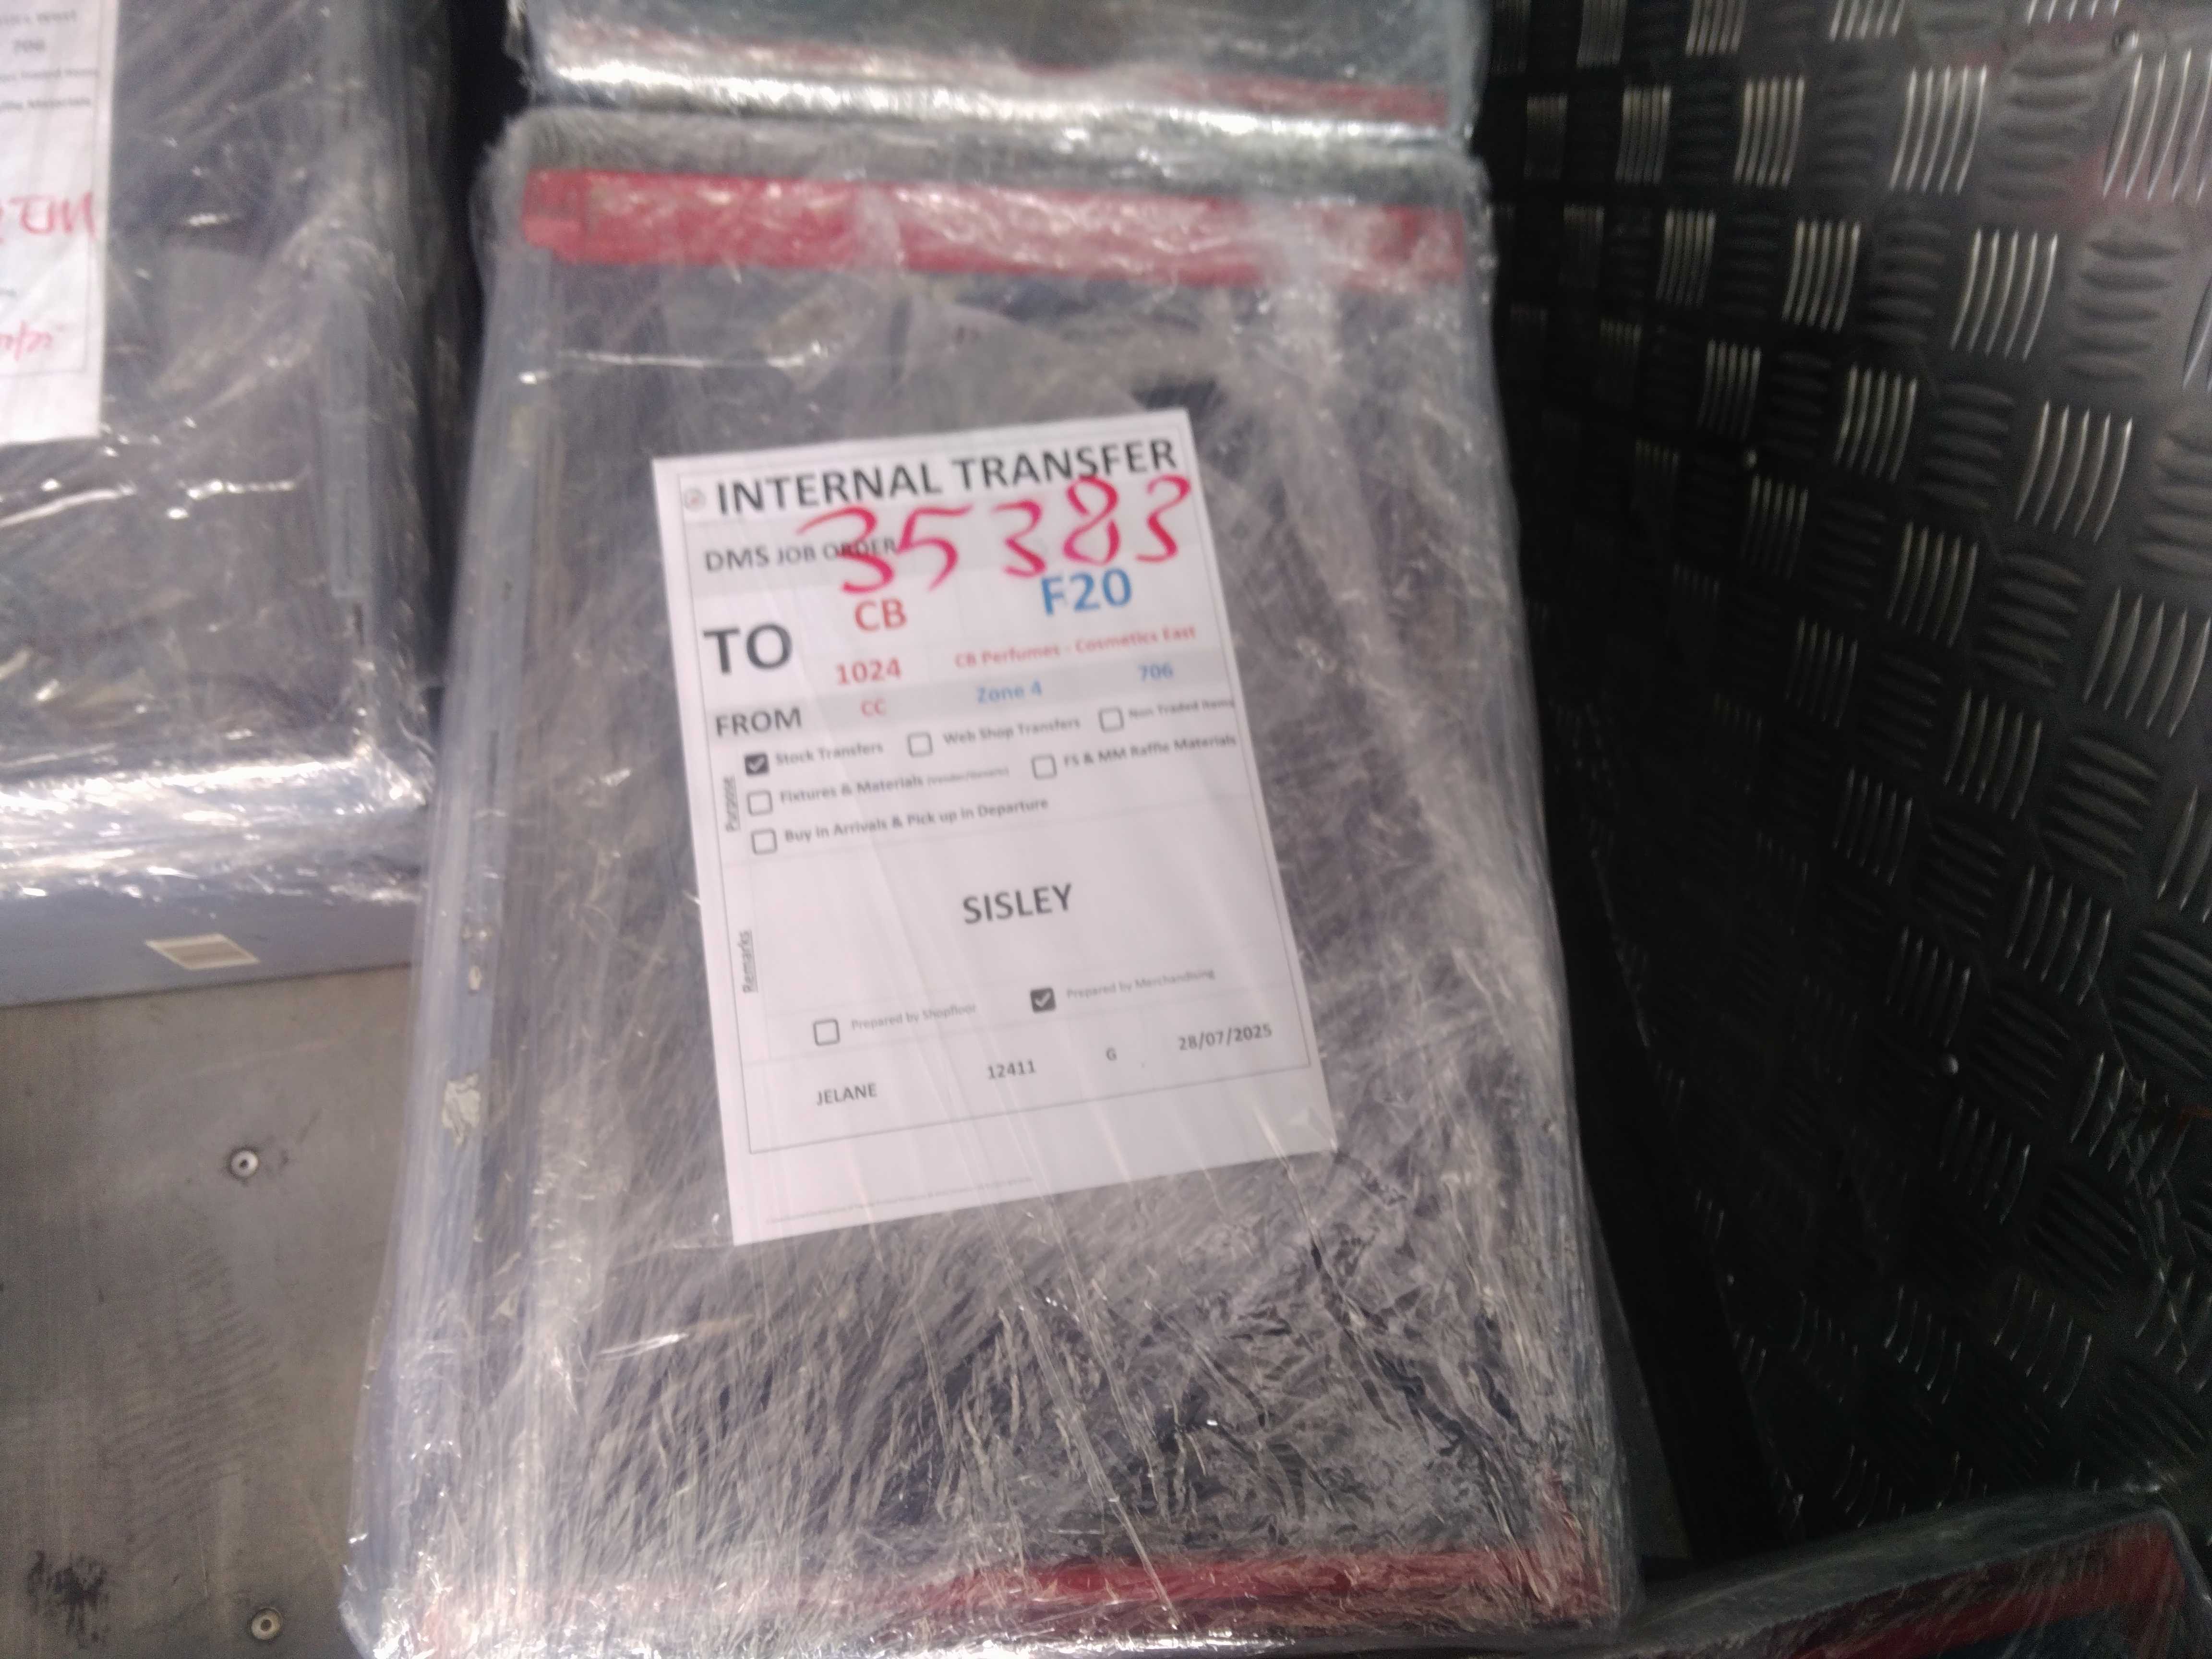 706
INTERNAL TRANSFER
DMS JOB ORDER 35383
TO CB F20
1024 CB Perfumes - Cosmetics East
FROM CC Zone 4 706
Purpose
Stock Transfers Web Shop Transfers Non Traded Items
Fixtures & Materials FS & MM Raffle Materials
Buy in Arrivals & Pick up in Departure
Remarks
SISLEY
Prepared by Shopfloor Prepared by Merchandising
JELANE 12411 G 28/07/2025